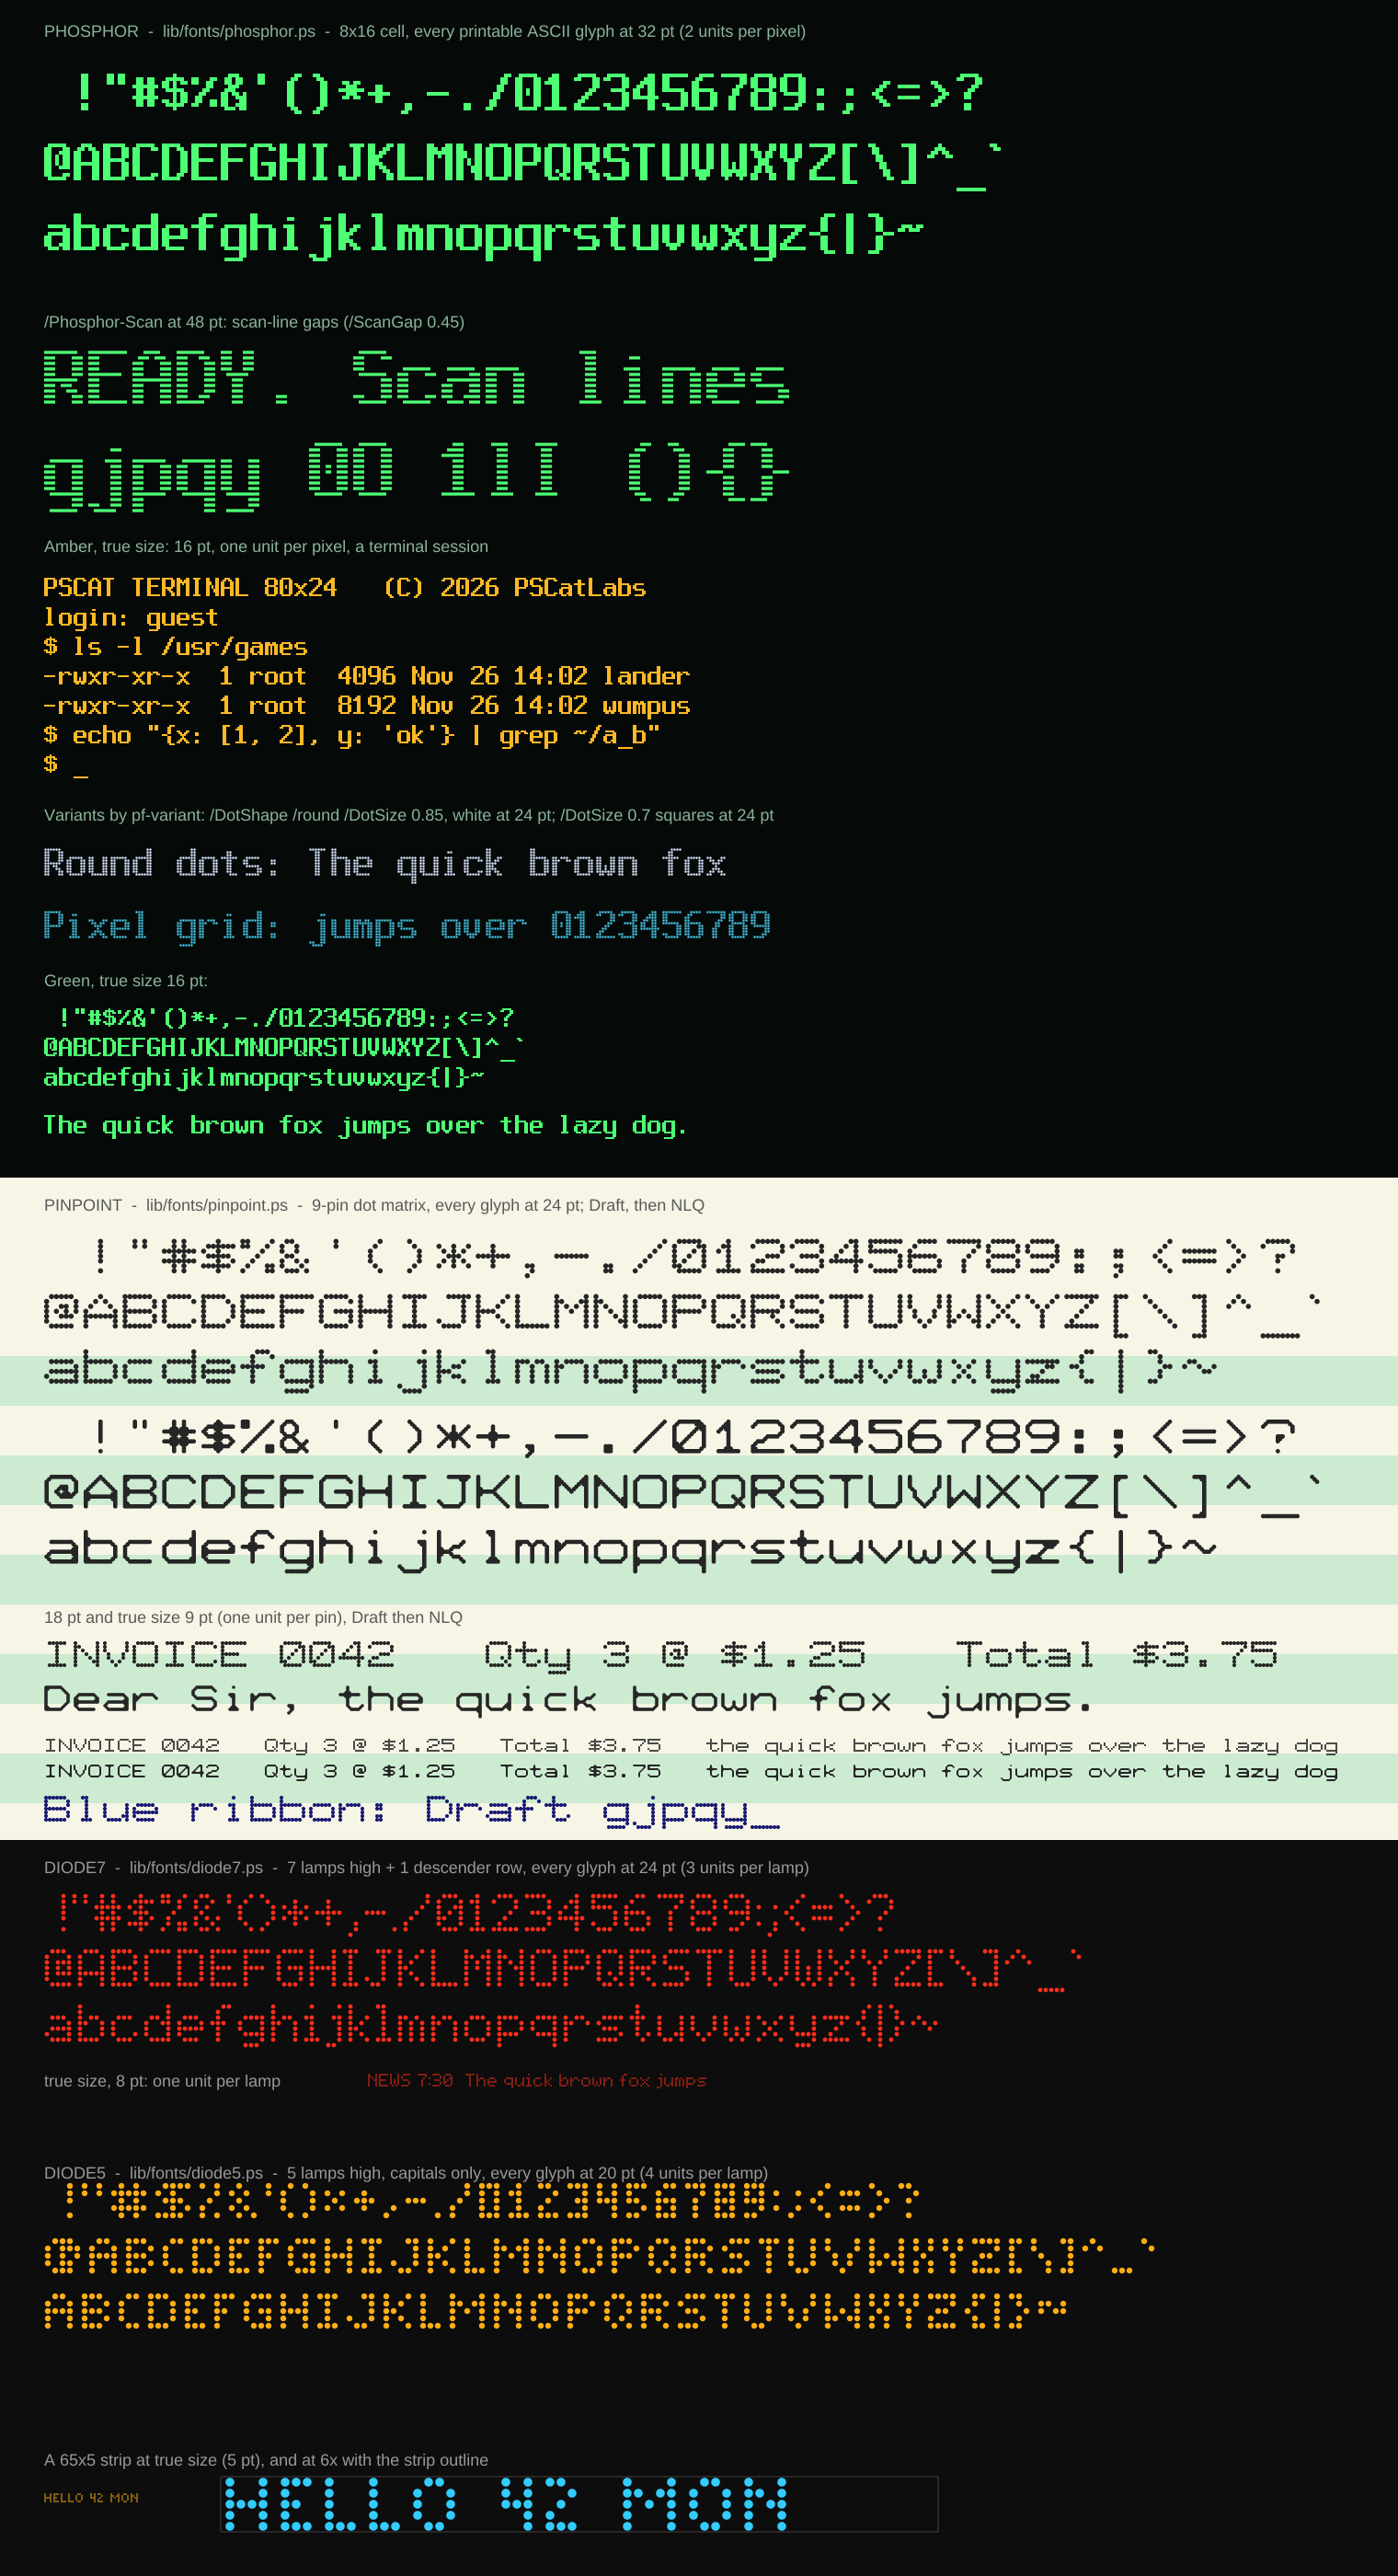 PHOSPHOR - lib/fonts/phosphor.ps - 8x16 cell, every printable ASCII glyph at 32 pt (2 units per pixel)
!"#$%&'()*+,-./0123456789:;<=>?
@ABCDEFGHIJKLMNOPQRSTUVWXYZ[\]^_`
abcdefghijklmnopqrstuvwxyz{|}~
/Phosphor-Scan at 48 pt: scan-line gaps (/ScanGap 0.45)
READY. Scan lines
gjpqy 0O 1lI (){}
Amber, true size: 16 pt, one unit per pixel, a terminal session
PSCAT TERMINAL 80x24   (C) 2026 PSCatLabs
login: guest
$ ls -l /usr/games
-rwxr-xr-x  1 root  4096 Nov 26 14:02 lander
-rwxr-xr-x  1 root  8192 Nov 26 14:02 wumpus
$ echo "{x: [1, 2], y: 'ok'} | grep ~/a_b"
$ _
Variants by pf-variant: /DotShape /round /DotSize 0.85, white at 24 pt; /DotSize 0.7 squares at 24 pt
Round dots: The quick brown fox
Pixel grid: jumps over 0123456789
Green, true size 16 pt:
!"#$%&'()*+,-./0123456789:;<=>?
@ABCDEFGHIJKLMNOPQRSTUVWXYZ[\]^_`
abcdefghijklmnopqrstuvwxyz{|}~
The quick brown fox jumps over the lazy dog.
PINPOINT - lib/fonts/pinpoint.ps - 9-pin dot matrix, every glyph at 24 pt; Draft, then NLQ
!"#$%&'()*+,-./0123456789:;<=>?
@ABCDEFGHIJKLMNOPQRSTUVWXYZ[\]^_`
abcdefghijklmnopqrstuvwxyz{|}~
!"#$%&'()*+,-./0123456789:;<=>?
@ABCDEFGHIJKLMNOPQRSTUVWXYZ[\]^_`
abcdefghijklmnopqrstuvwxyz{|}~
18 pt and true size 9 pt (one unit per pin), Draft then NLQ
INVOICE 0042   Qty 3 @ $1.25   Total $3.75
Dear Sir, the quick brown fox jumps.
INVOICE 0042   Qty 3 @ $1.25   Total $3.75   the quick brown fox jumps over the lazy dog
INVOICE 0042   Qty 3 @ $1.25   Total $3.75   the quick brown fox jumps over the lazy dog
Blue ribbon: Draft gjpqy_
DIODE7 - lib/fonts/diode7.ps - 7 lamps high + 1 descender row, every glyph at 24 pt (3 units per lamp)
!"#$%&'()*+,-./0123456789:;<=>?
@ABCDEFGHIJKLMNOPQRSTUVWXYZ[\]^_`
abcdefghijklmnopqrstuvwxyz{|}~
true size, 8 pt: one unit per lamp   NEWS 7:30  The quick brown fox jumps
DIODE5 - lib/fonts/diode5.ps - 5 lamps high, capitals only, every glyph at 20 pt (4 units per lamp)
!"#$%&'()*+,-./0123456789:;<=>?
@ABCDEFGHIJKLMNOPQRSTUVWXYZ[\]^_`
ABCDEFGHIJKLMNOPQRSTUVWXYZ{|}~
A 65x5 strip at true size (5 pt), and at 6x with the strip outline
HELLO 42 MON   HELLO 42 MON